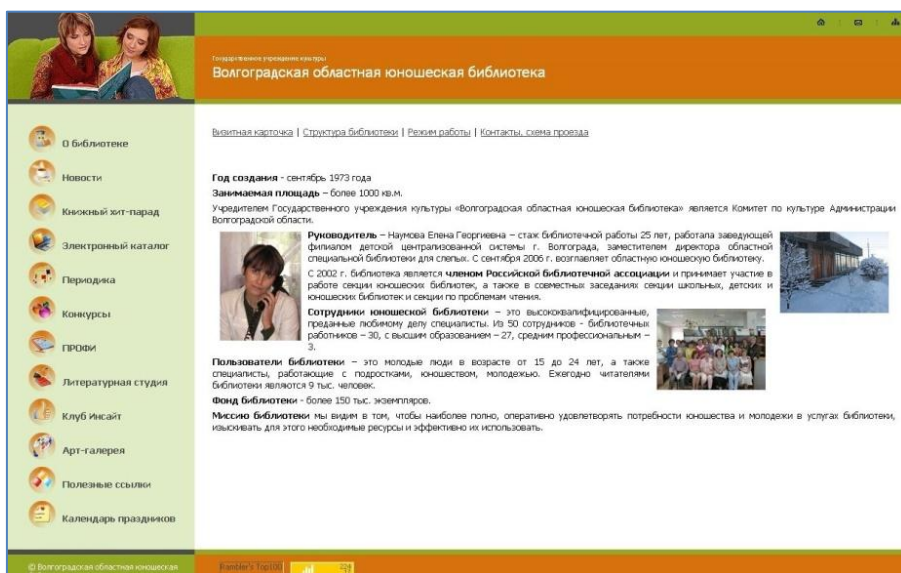 Государственное учреждение культуры
Волгоградская областная юношеская библиотека
О библиотеке
Новости
Книжный хит-парад
Электронный каталог
Периодика
Конкурсы
ПРОФИ
Литературная студия
Клуб Инсайт
Арт-галерея
Полезные ссылки
Календарь праздников
Визитная карточка | Структура библиотеки | Режим работы | Контакты, схема проезда
Год создания - сентябрь 1973 года
Занимаемая площадь – более 1000 кв.м.
Учредителем Государственного учреждения культуры «Волгоградская областная юношеская библиотека» является Комитет по культуре Администрации
Волгоградской области.
Руководитель – Наумова Елена Георгиевна – стаж библиотечной работы 25 лет, работала заведующей
филиалом детской централизованной системы г. Волгограда, заместителем директора областной
специальной библиотеки для слепых. С сентября 2006 г. возглавляет областную юношескую библиотеку.
С 2002 г. библиотека является членом Российской библиотечной ассоциации и принимает участие в
работе секции юношеских библиотек, а также в совместных заседаниях секции школьных, детских и
юношеских библиотек и секции по проблемам чтения.
Сотрудники юношеской библиотеки – это высококвалифицированные,
преданные любимому делу специалисты. Из 50 сотрудников - библиотечных
работников – 30, с высшим образованием – 27, средним профессиональным –
3.
Пользователи библиотеки – это молодые люди в возрасте от 15 до 24 лет, а также
специалисты, работающие с подростками, юношеством, молодежью. Ежегодно читателями
библиотеки являются 9 тыс. человек.
Фонд библиотеки - более 150 тыс. экземпляров.
Миссию библиотеки мы видим в том, чтобы наиболее полно, оперативно удовлетворять потребности юношества и молодежи в услугах библиотеки,
изыскивать для этого необходимые ресурсы и эффективно их использовать.
© Волгоградская областная юношеская
Rambler's Top100